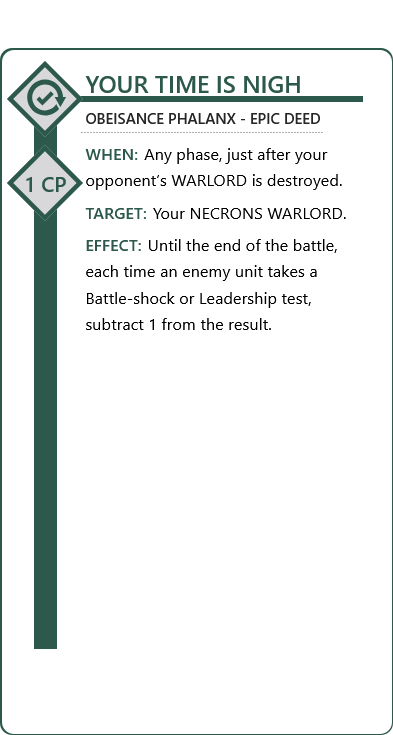 YOUR TIME IS NIGH
OBEISANCE PHALANX - EPIC DEED
1 CP
WHEN: Any phase, just after your
opponent’s WARLORD is destroyed.
TARGET: Your NECRONS WARLORD.
EFFECT: Until the end of the battle,
each time an enemy unit takes a
Battle-shock or Leadership test,
subtract 1 from the result.